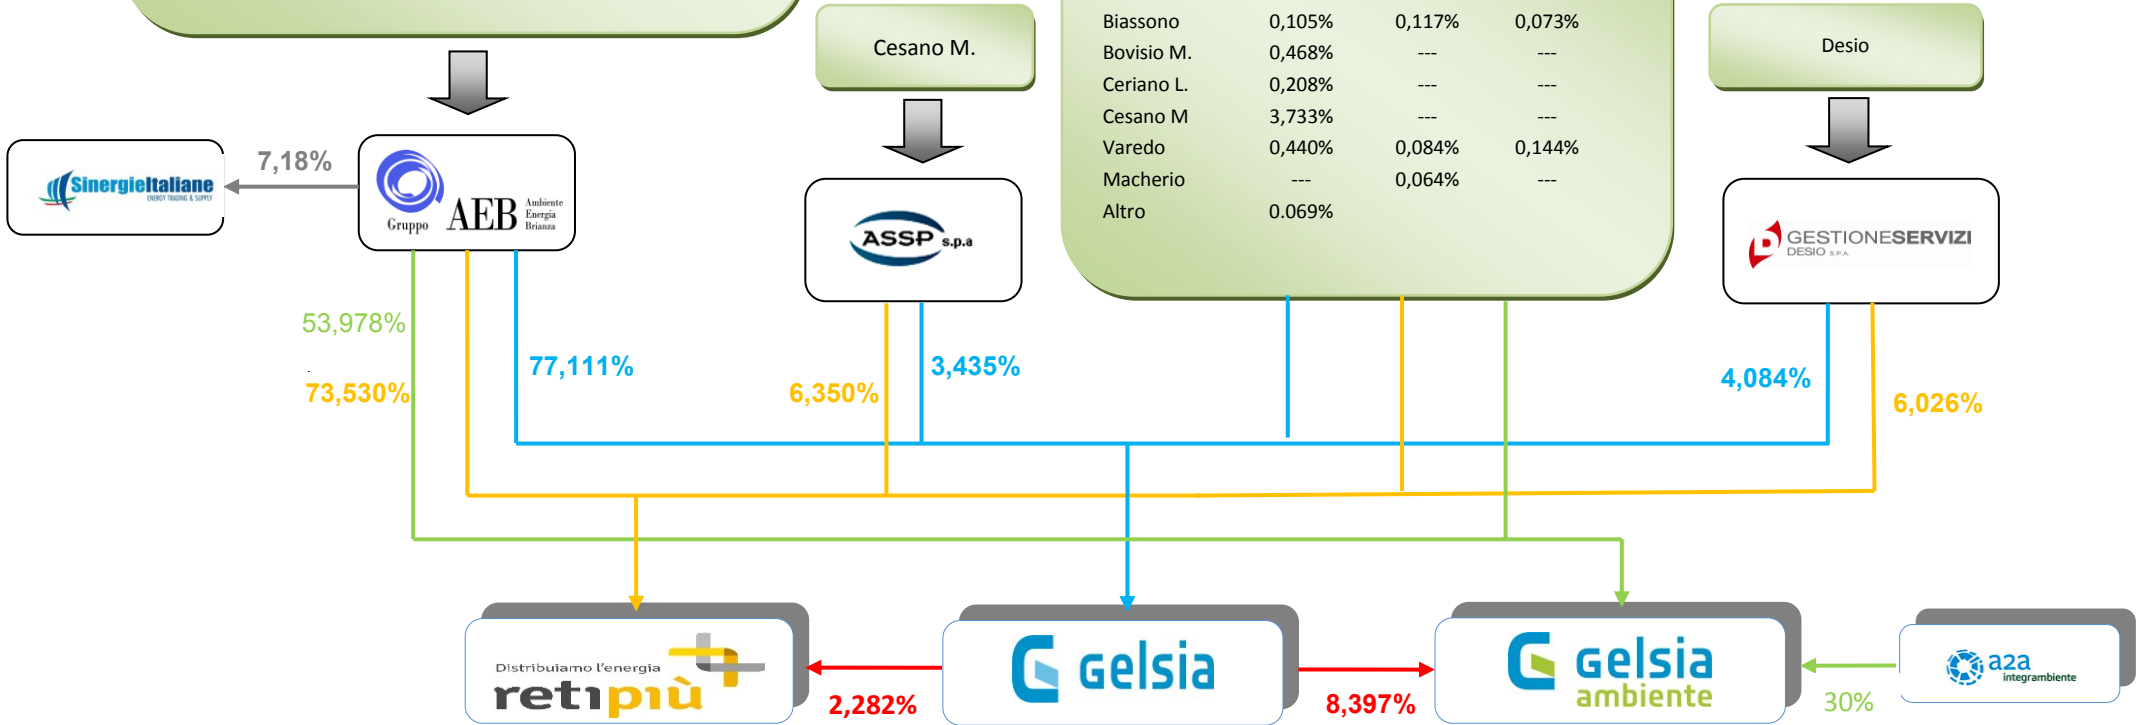 Biassono 0,105% 0,117% 0,073%
Bovisio M. 0,468% --- ---
Ceriano L. 0,208% --- ---
Cesano M 3,733% --- ---
Varedo 0,440% 0,084% 0,144%
Macherio --- 0,064% ---
Altro 0.069%
Cesano M.
Desio
SinergieItaliane
ENERGY TRADING & SUPPLY
7,18%
Gruppo AEB Ambiente
Energia
Brianza
ASSP s.p.a
GESTIONESERVIZI
DESIO S.P.A.
53,978%
73,530%
77,111%
6,350%
3,435%
4,084%
6,026%
Distribuiamo l'energia
retipiù
2,282%
Gelsia
8,397%
Gelsia
ambiente
30%
a2a
integrambiente